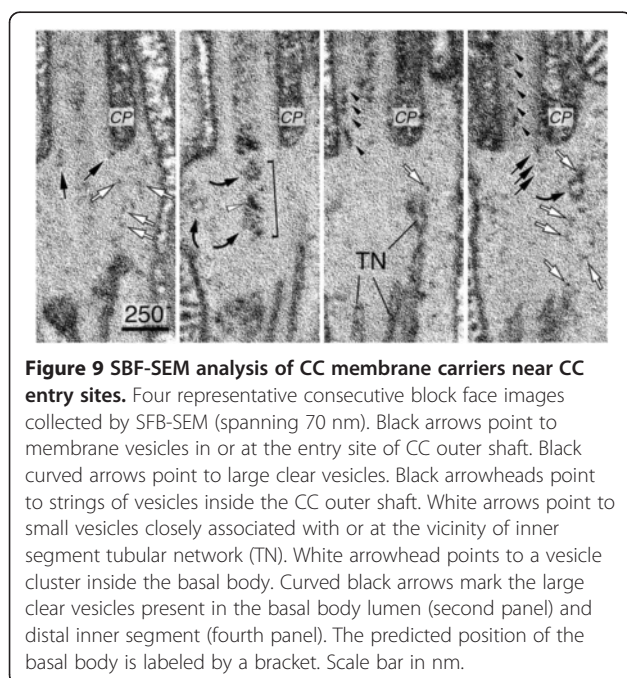 CP CP CP CP
TN
250
Figure 9 SBF-SEM analysis of CC membrane carriers near CC
entry sites. Four representative consecutive block face images
collected by SFB-SEM (spanning 70 nm). Black arrows point to
membrane vesicles in or at the entry site of CC outer shaft. Black
curved arrows point to large clear vesicles. Black arrowheads point
to strings of vesicles inside the CC outer shaft. White arrows point to
small vesicles closely associated with or at the vicinity of inner
segment tubular network (TN). White arrowhead points to a vesicle
cluster inside the basal body. Curved black arrows mark the large
clear vesicles present in the basal body lumen (second panel) and
distal inner segment (fourth panel). The predicted position of the
basal body is labeled by a bracket. Scale bar in nm.